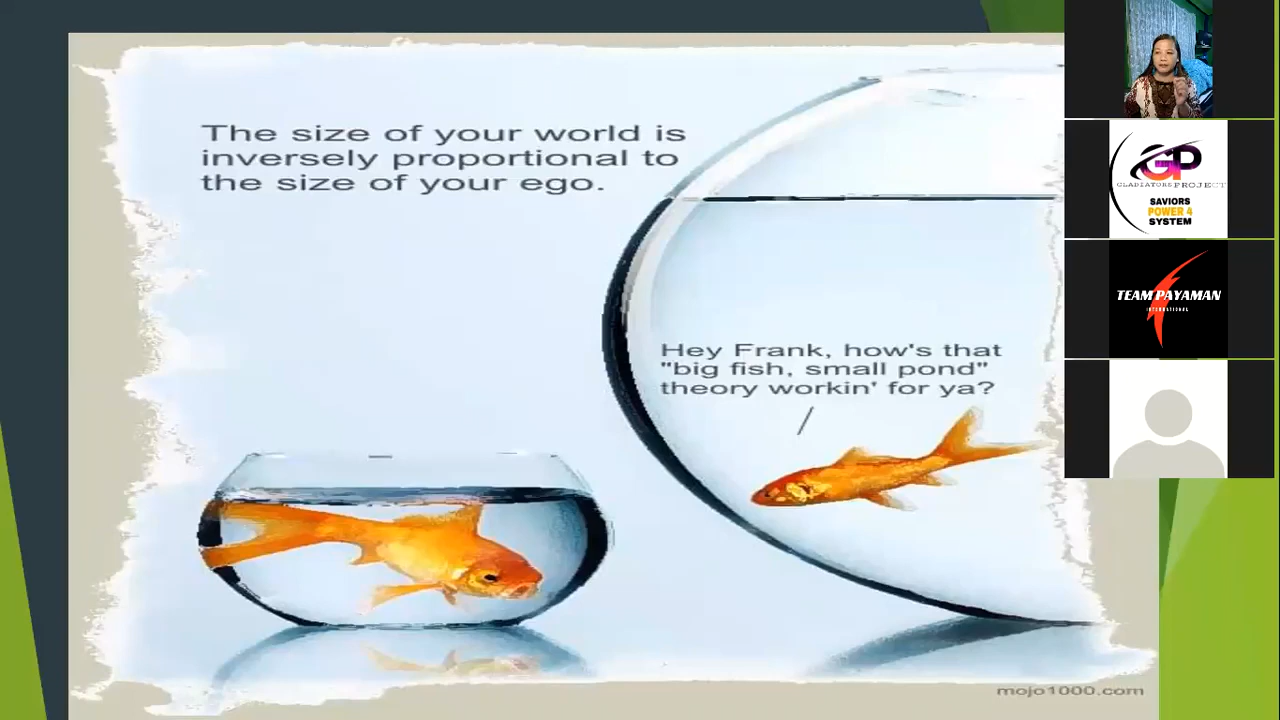 The size of your world is
inversely proportional to
the size of your ego.
Hey Frank, how's that
"big fish, small pond"
theory workin' for ya?
mojo1000.com
GP
GLADIATORS PROJECT
SAVIORS
POWER 4
SYSTEM
TEAM PAYAMAN
INTERNATIONAL